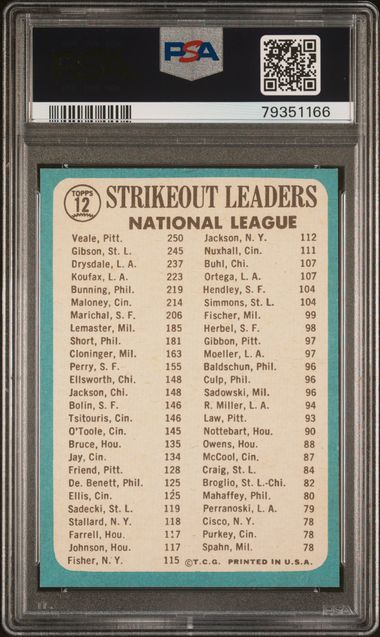 PSA
79351166
TOPPS
12
STRIKEOUT LEADERS
NATIONAL LEAGUE
Veale, Pitt. 250
Gibson, St. L. 245
Drysdale, L. A. 237
Koufax, L. A. 223
Bunning, Phil. 219
Maloney, Cin. 214
Marichal, S. F. 206
Lemaster, Mil. 185
Short, Phil. 181
Cloninger, Mil. 163
Perry, S. F. 155
Ellsworth, Chi. 148
Jackson, Chi. 148
Bolin, S. F. 146
Tsitouris, Cin. 146
O'Toole, Cin. 145
Bruce, Hou. 135
Jay, Cin. 134
Friend, Pitt. 128
De. Benett, Phil. 125
Ellis, Cin. 125
Sadecki, St. L. 119
Stallard, N. Y. 118
Farrell, Hou. 117
Johnson, Hou. 117
Fisher, N. Y. 115
Jackson, N. Y. 112
Nuxhall, Cin. 111
Buhl, Chi. 107
Ortega, L. A. 107
Hendley, S. F. 104
Simmons, St. L. 104
Fischer, Mil. 99
Herbel, S. F. 98
Gibbon, Pitt. 97
Moeller, L. A. 97
Baldschun, Phil. 96
Culp, Phil. 96
Sadowski, Mil. 96
R. Miller, L. A. 94
Law, Pitt. 93
Nottebart, Hou. 90
Owens, Hou. 88
McCool, Cin. 87
Craig, St. L. 84
Broglio, St. L.-Chi. 82
Mahaffey, Phil. 80
Perranoski, L. A. 79
Cisco, N. Y. 78
Purkey, Cin. 78
Spahn, Mil. 78
©T.C.G. PRINTED IN U.S.A.